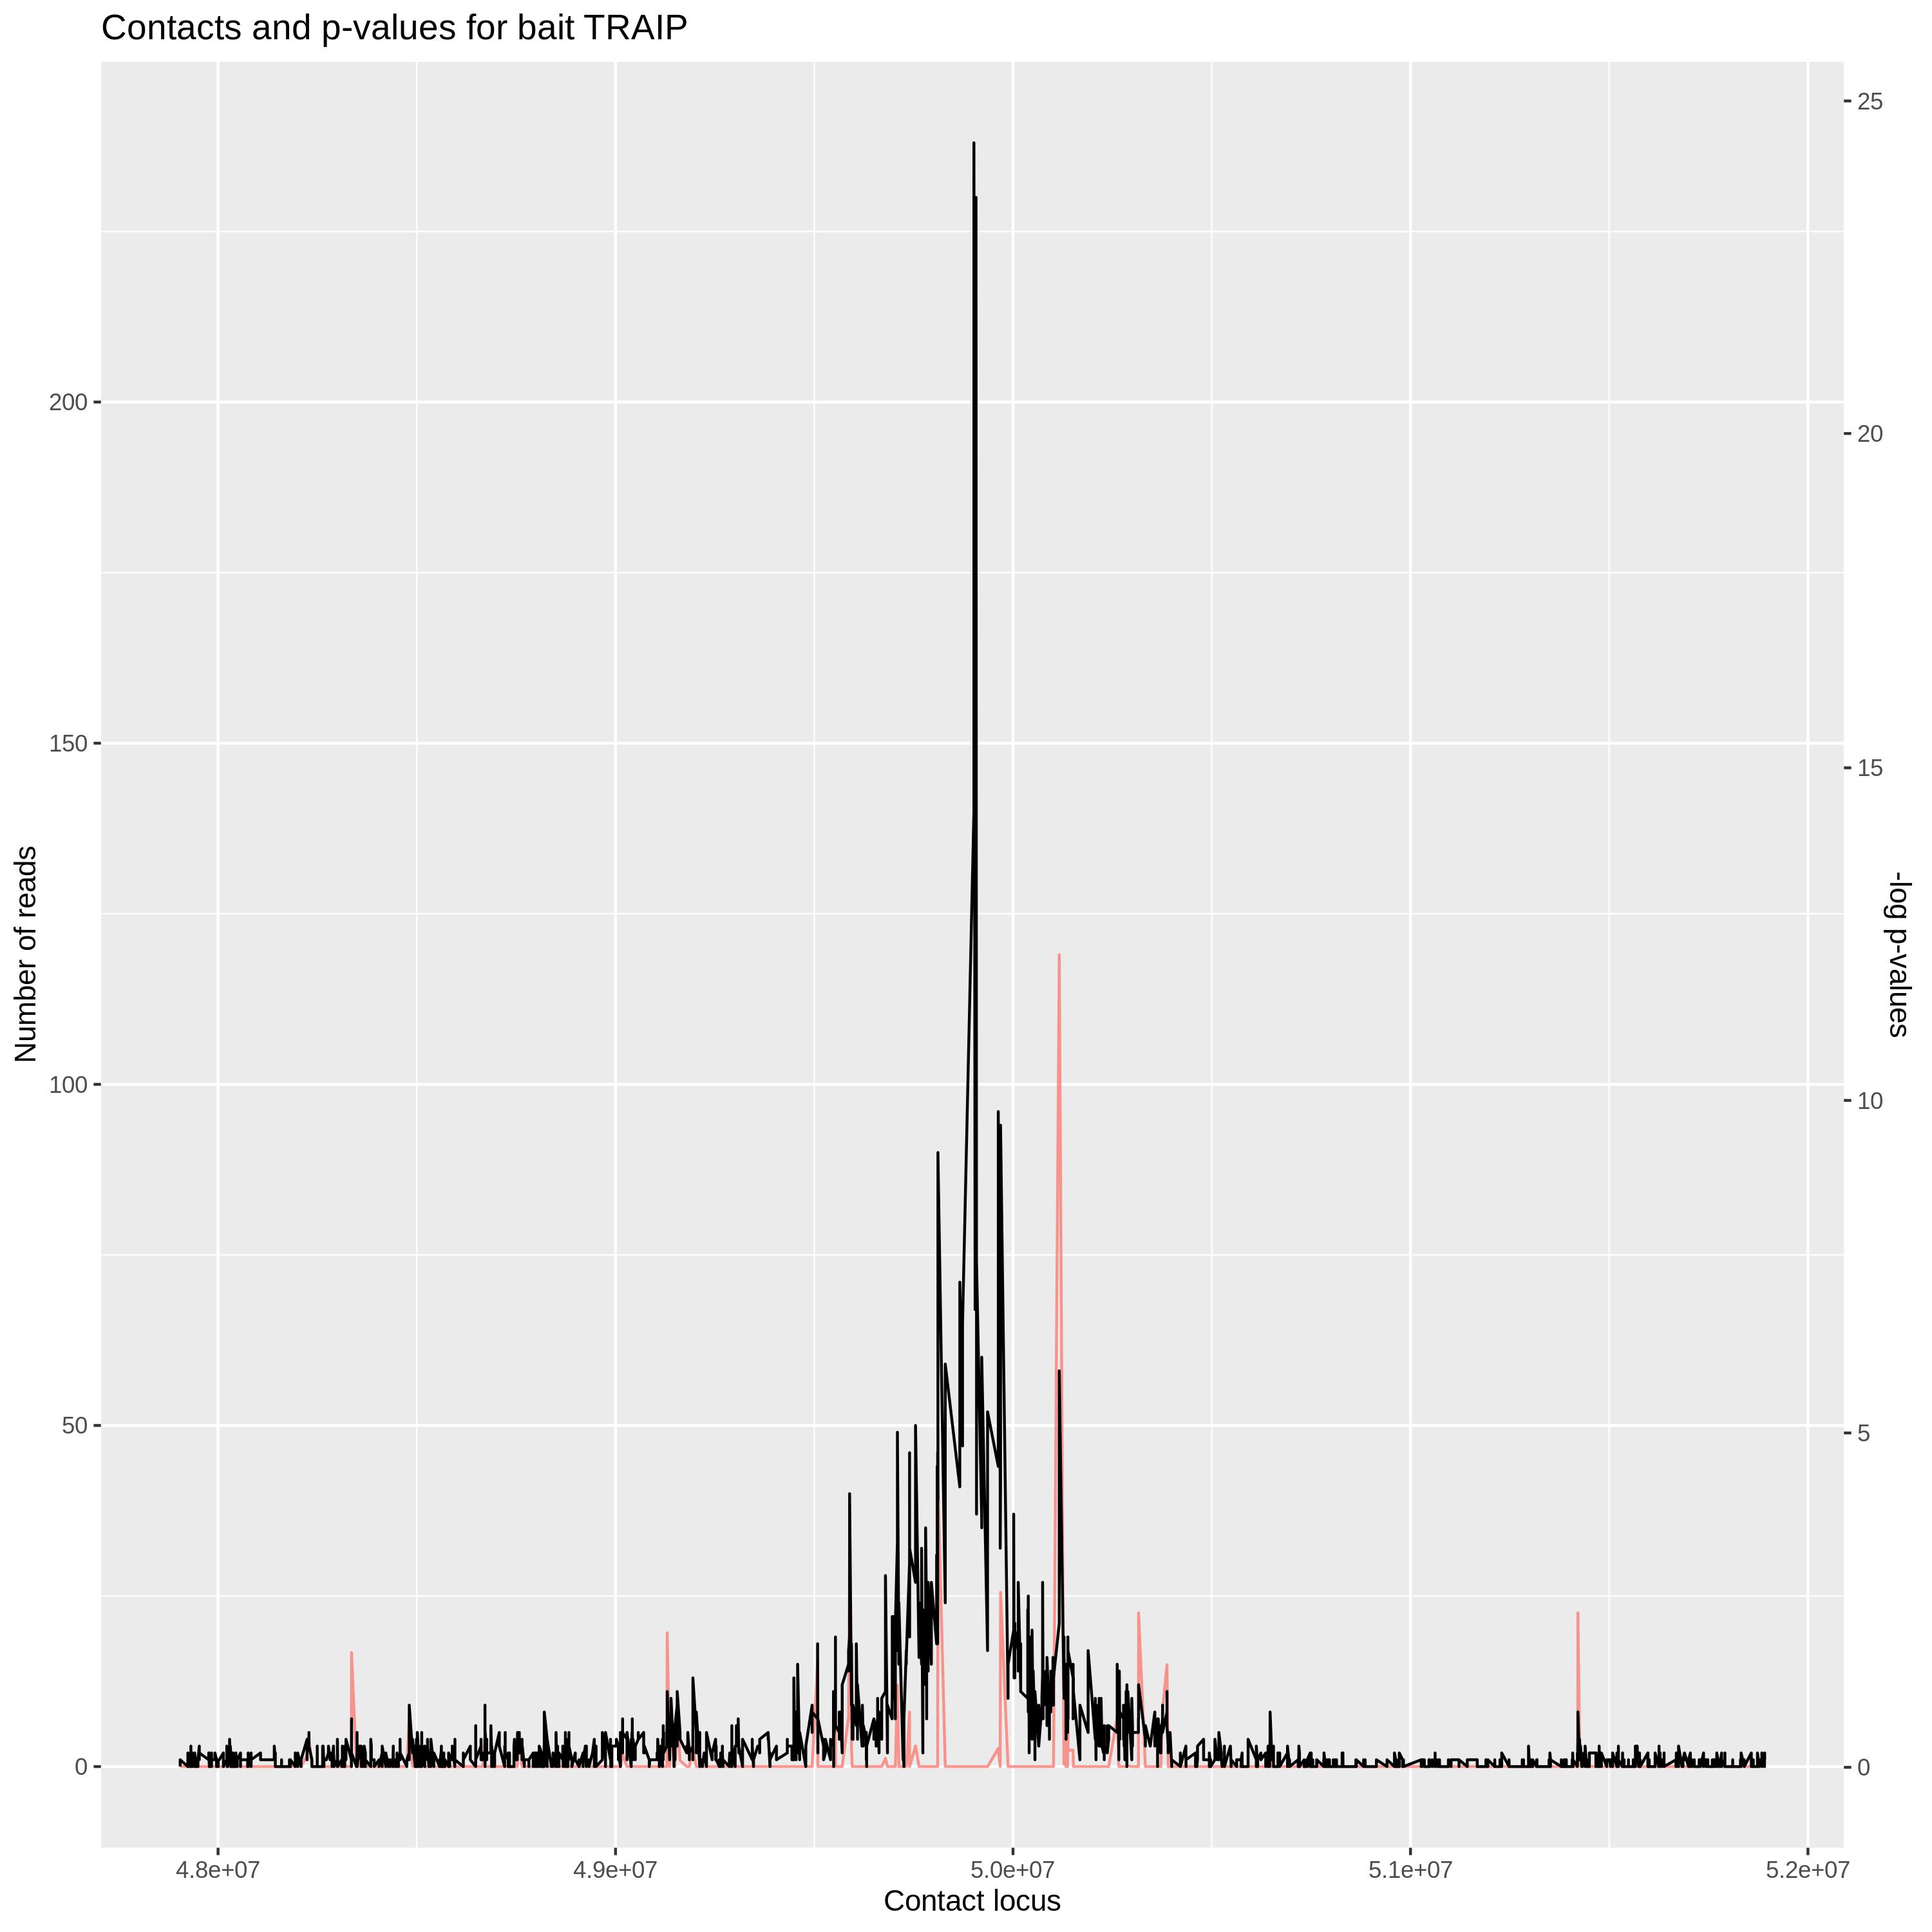 Contacts and p-values for bait TRAIP
Number of reads
200
150
100
50
0
25
20
15
10
5
0
-log p-values
4.8e+07
4.9e+07
5.0e+07
5.1e+07
5.2e+07
Contact locus